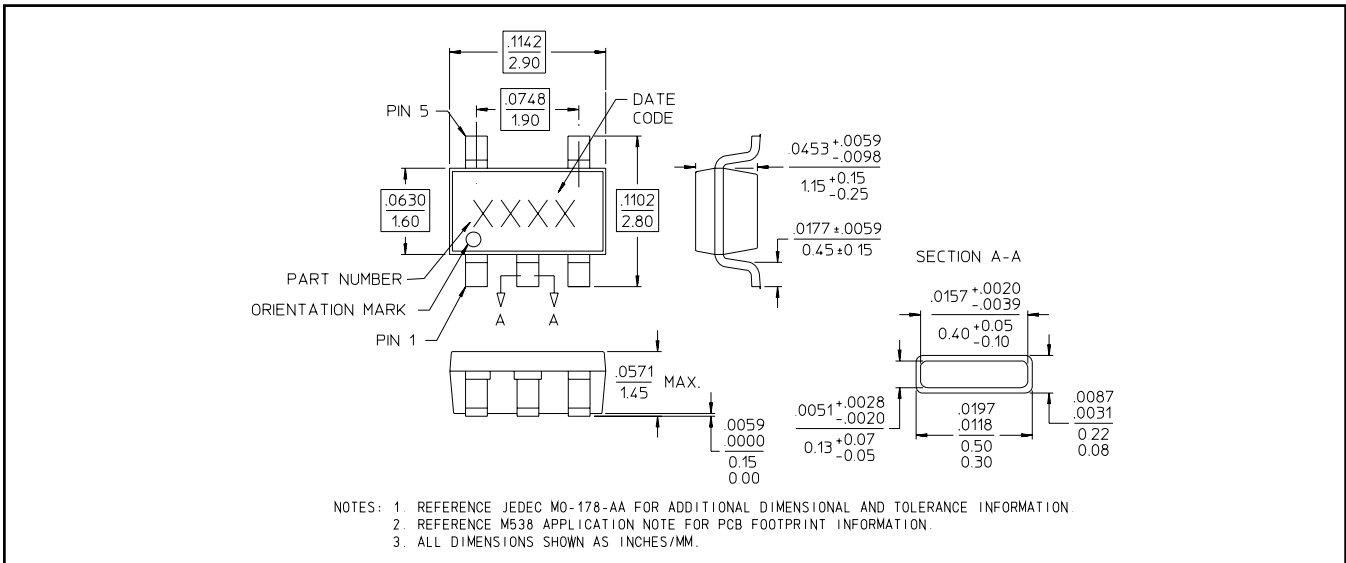 .1142
2.90
.0748
1.90
PIN 5
DATE
CODE
.0630
1.60
XXXX
.1102
2.80
PART NUMBER
ORIENTATION MARK
PIN 1
A A
.0453 +.0059
-.0098
1.15 +0.15
-0.25
.0177 ±.0059
0.45 ±0.15
SECTION A-A
.0157 +.0020
-.0039
0.40 +0.05
-0.10
.0571
1.45
MAX.
.0059
.0000
0.15
0.00
.0051 +.0028
-.0020
0.13 +0.07
-0.05
.0197
.0118
0.50
0.30
.0087
.0031
0.22
0.08
NOTES: 1. REFERENCE JEDEC MO-178-AA FOR ADDITIONAL DIMENSIONAL AND TOLERANCE INFORMATION.
2. REFERENCE M538 APPLICATION NOTE FOR PCB FOOTPRINT INFORMATION.
3. ALL DIMENSIONS SHOWN AS INCHES/MM.